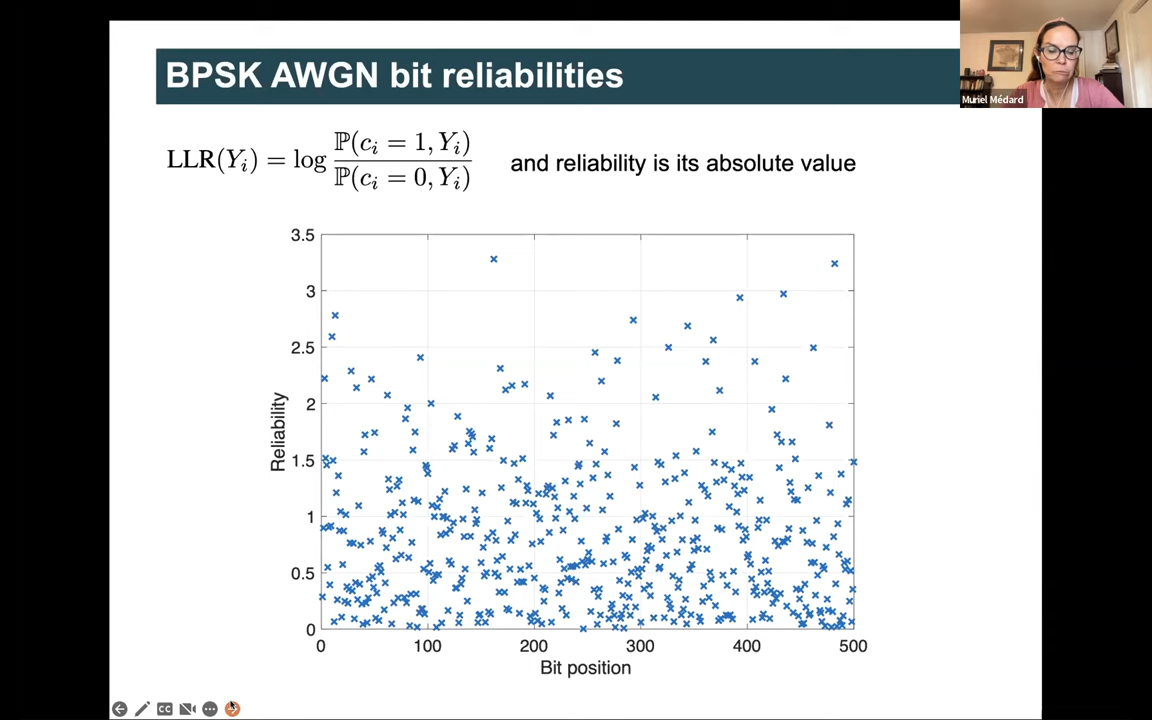 BPSK AWGN bit reliabilities
Muriel Médard
LLR(Y_i) = log ℙ(c_i = 1, Y_i) / ℙ(c_i = 0, Y_i) and reliability is its absolute value
3.5
3
2.5
2
1.5
1
0.5
0
Reliability
0 100 200 300 400 500
Bit position
CC